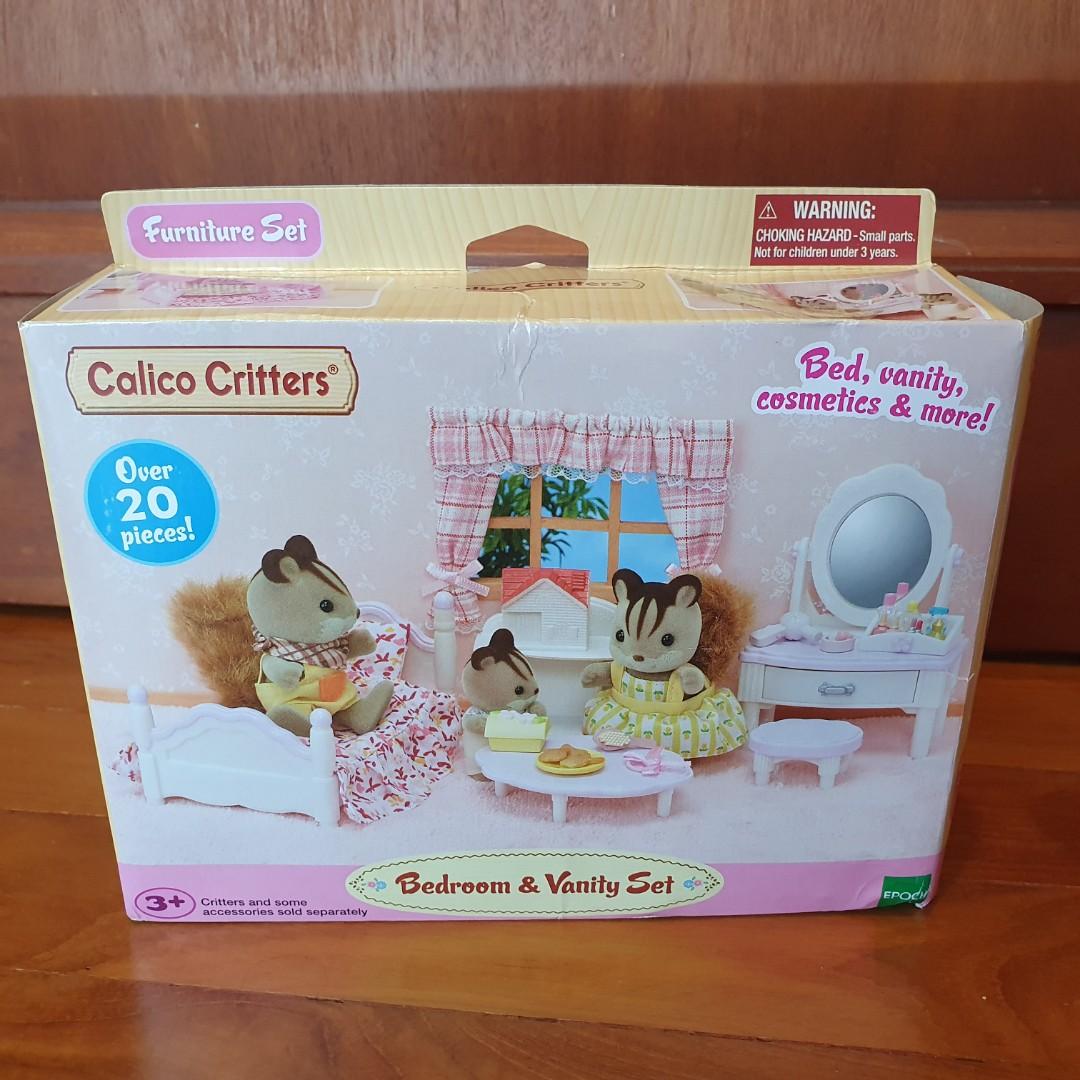 Furniture Set
WARNING:
CHOKING HAZARD - Small parts.
Not for children under 3 years.
Calico Critters
Calico Critters®
Bed, vanity,
cosmetics & more!
Over
20
pieces!
Bedroom & Vanity Set
3+
Critters and some
accessories sold separately
EPOCH